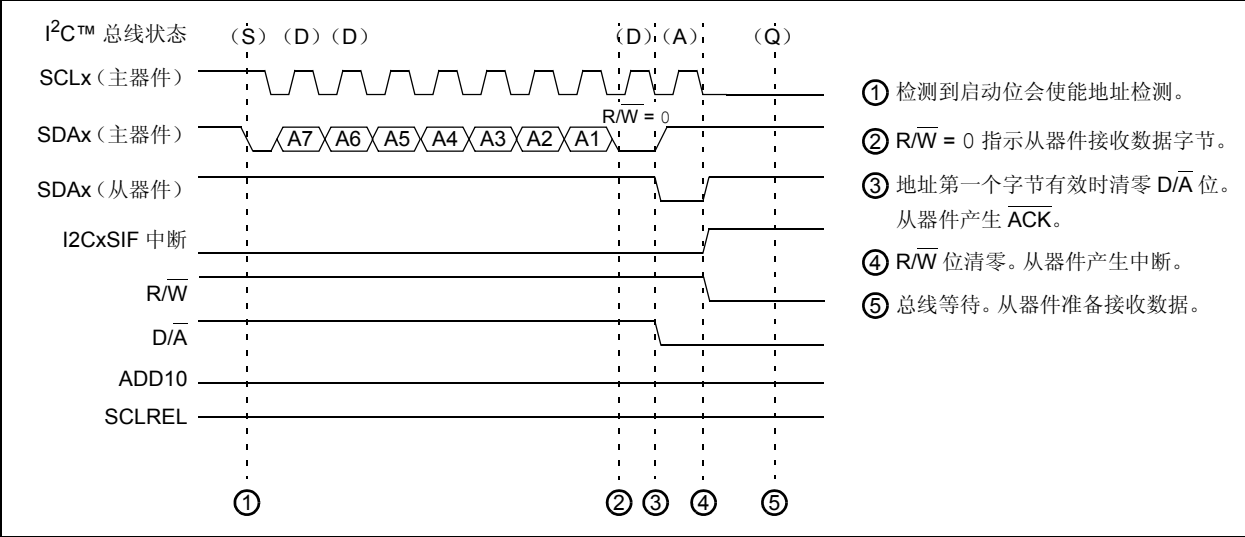 I²C™ 总线状态 （S）（D）（D） （D）（A） （Q）
SCLx（主器件）
R/W̅ = 0
SDAx（主器件） A7 A6 A5 A4 A3 A2 A1
SDAx（从器件）
I2CxSIF 中断
R/W̅
D/A̅
ADD10
SCLREL
① ② ③ ④ ⑤
① 检测到启动位会使能地址检测。
② R/W̅ = 0 指示从器件接收数据字节。
③ 地址第一个字节有效时清零 D/A̅ 位。
从器件产生 A̅C̅K̅。
④ R/W̅ 位清零。从器件产生中断。
⑤ 总线等待。从器件准备接收数据。